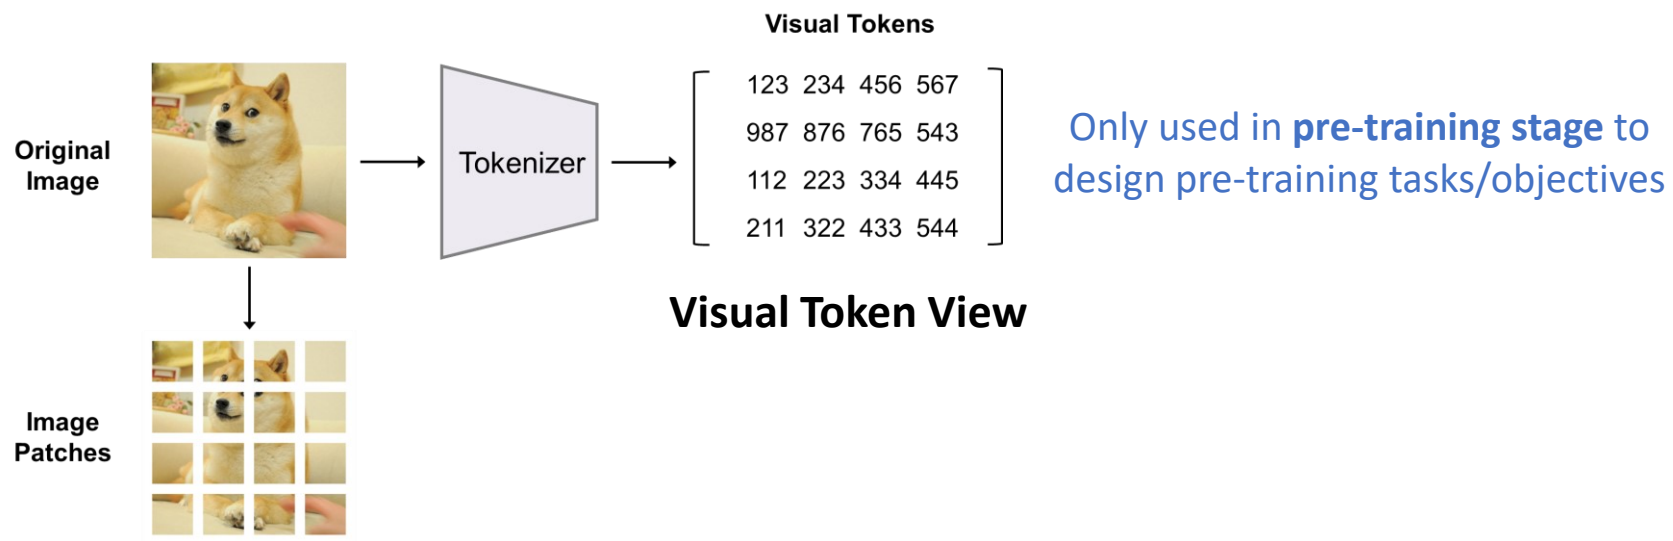 Visual Tokens
Original
Image
Tokenizer
123 234 456 567
987 876 765 543
112 223 334 445
211 322 433 544
Only used in pre-training stage to
design pre-training tasks/objectives
Visual Token View
Image
Patches